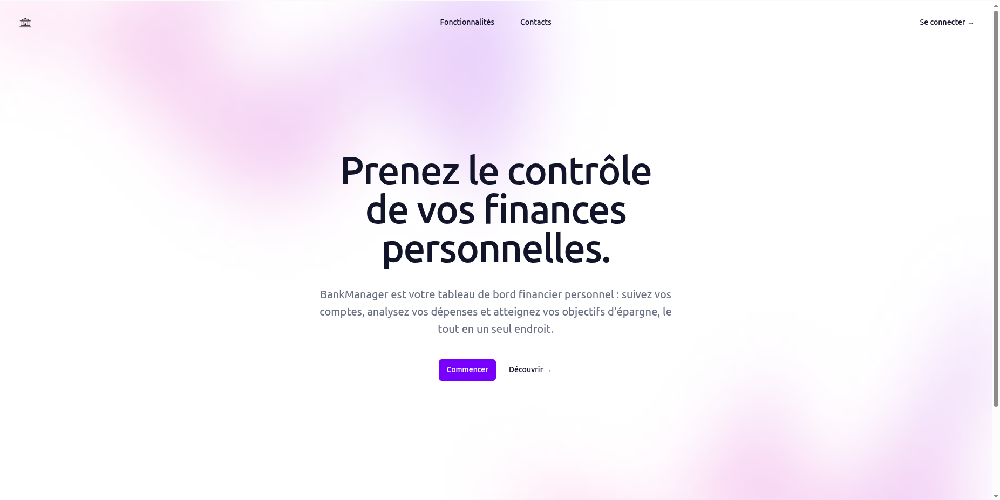 Fonctionnalités
Contacts
Se connecter →
Prenez le contrôle
de vos finances
personnelles.
BankManager est votre tableau de bord financier personnel : suivez vos
comptes, analysez vos dépenses et atteignez vos objectifs d'épargne, le
tout en un seul endroit.
Commencer
Découvrir →